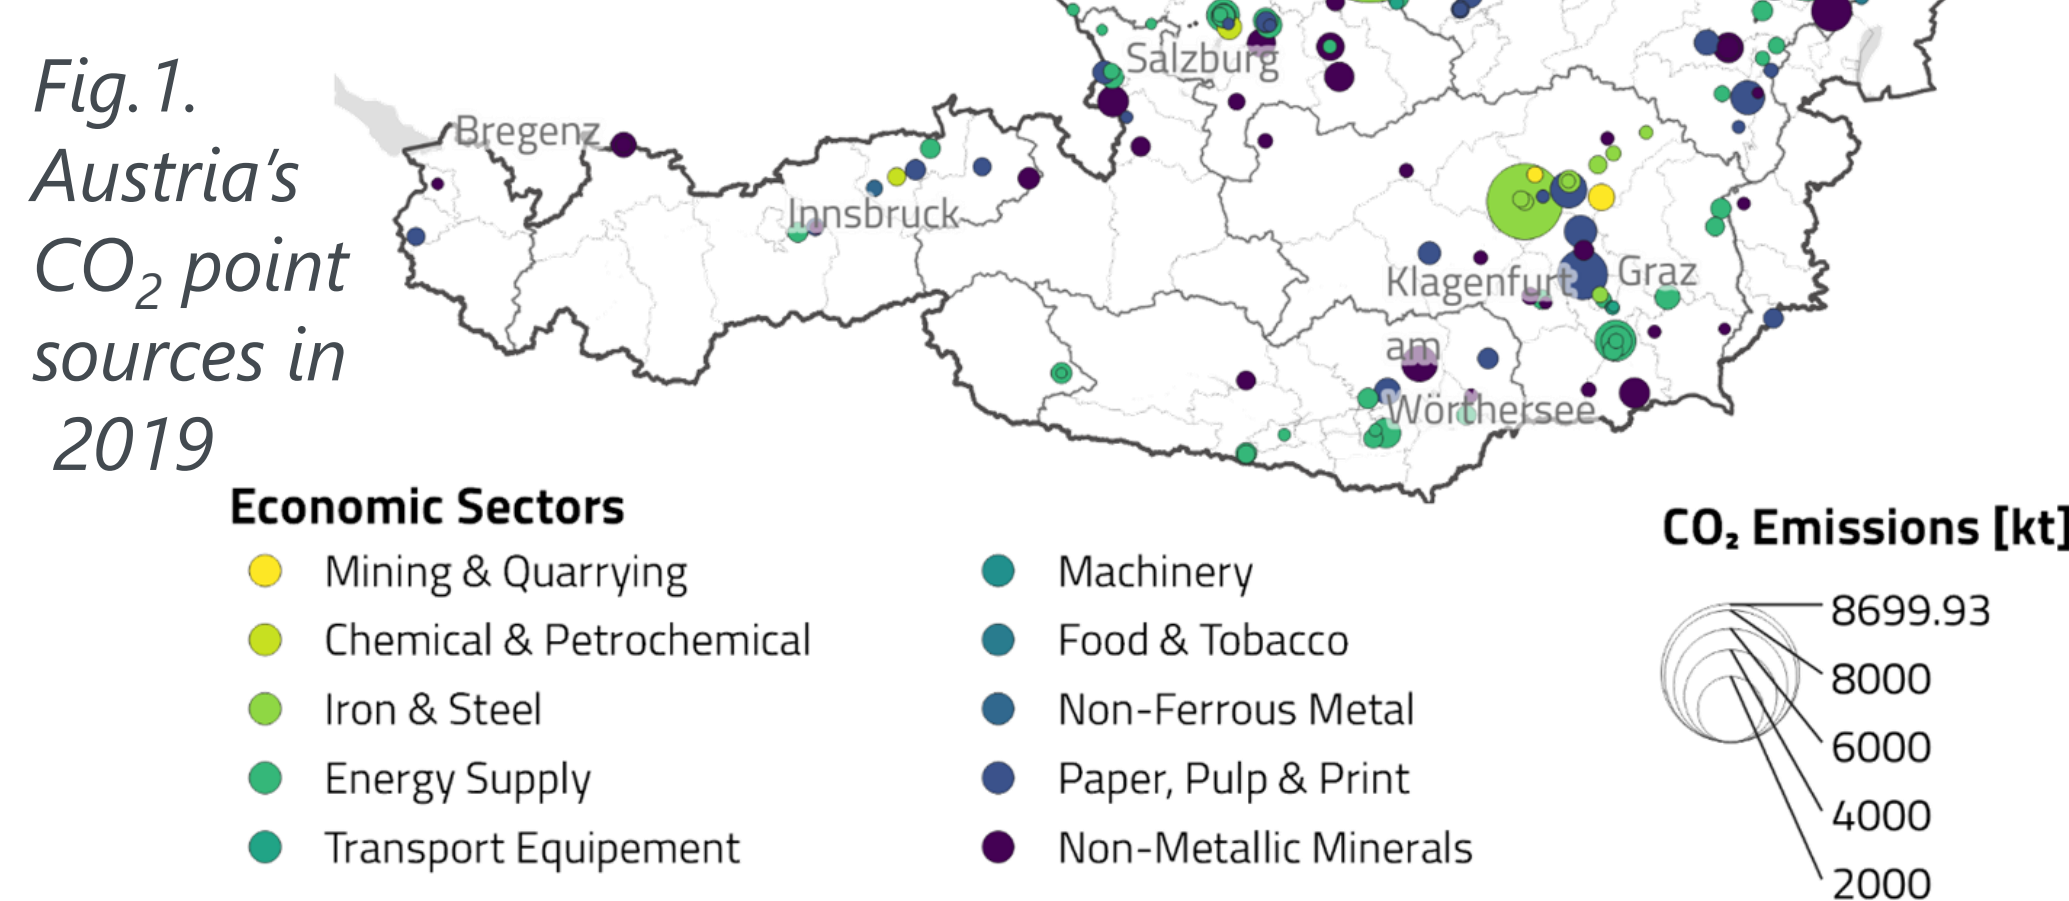 Fig.1.
Austria’s
CO₂ point
sources in
2019
Salzburg
Bregenz
Innsbruck
Klagenfurt
am
Wörthersee
Graz
Economic Sectors
Mining & Quarrying
Chemical & Petrochemical
Iron & Steel
Energy Supply
Transport Equipement
Machinery
Food & Tobacco
Non-Ferrous Metal
Paper, Pulp & Print
Non-Metallic Minerals
CO₂ Emissions [kt]
8699.93
8000
6000
4000
2000